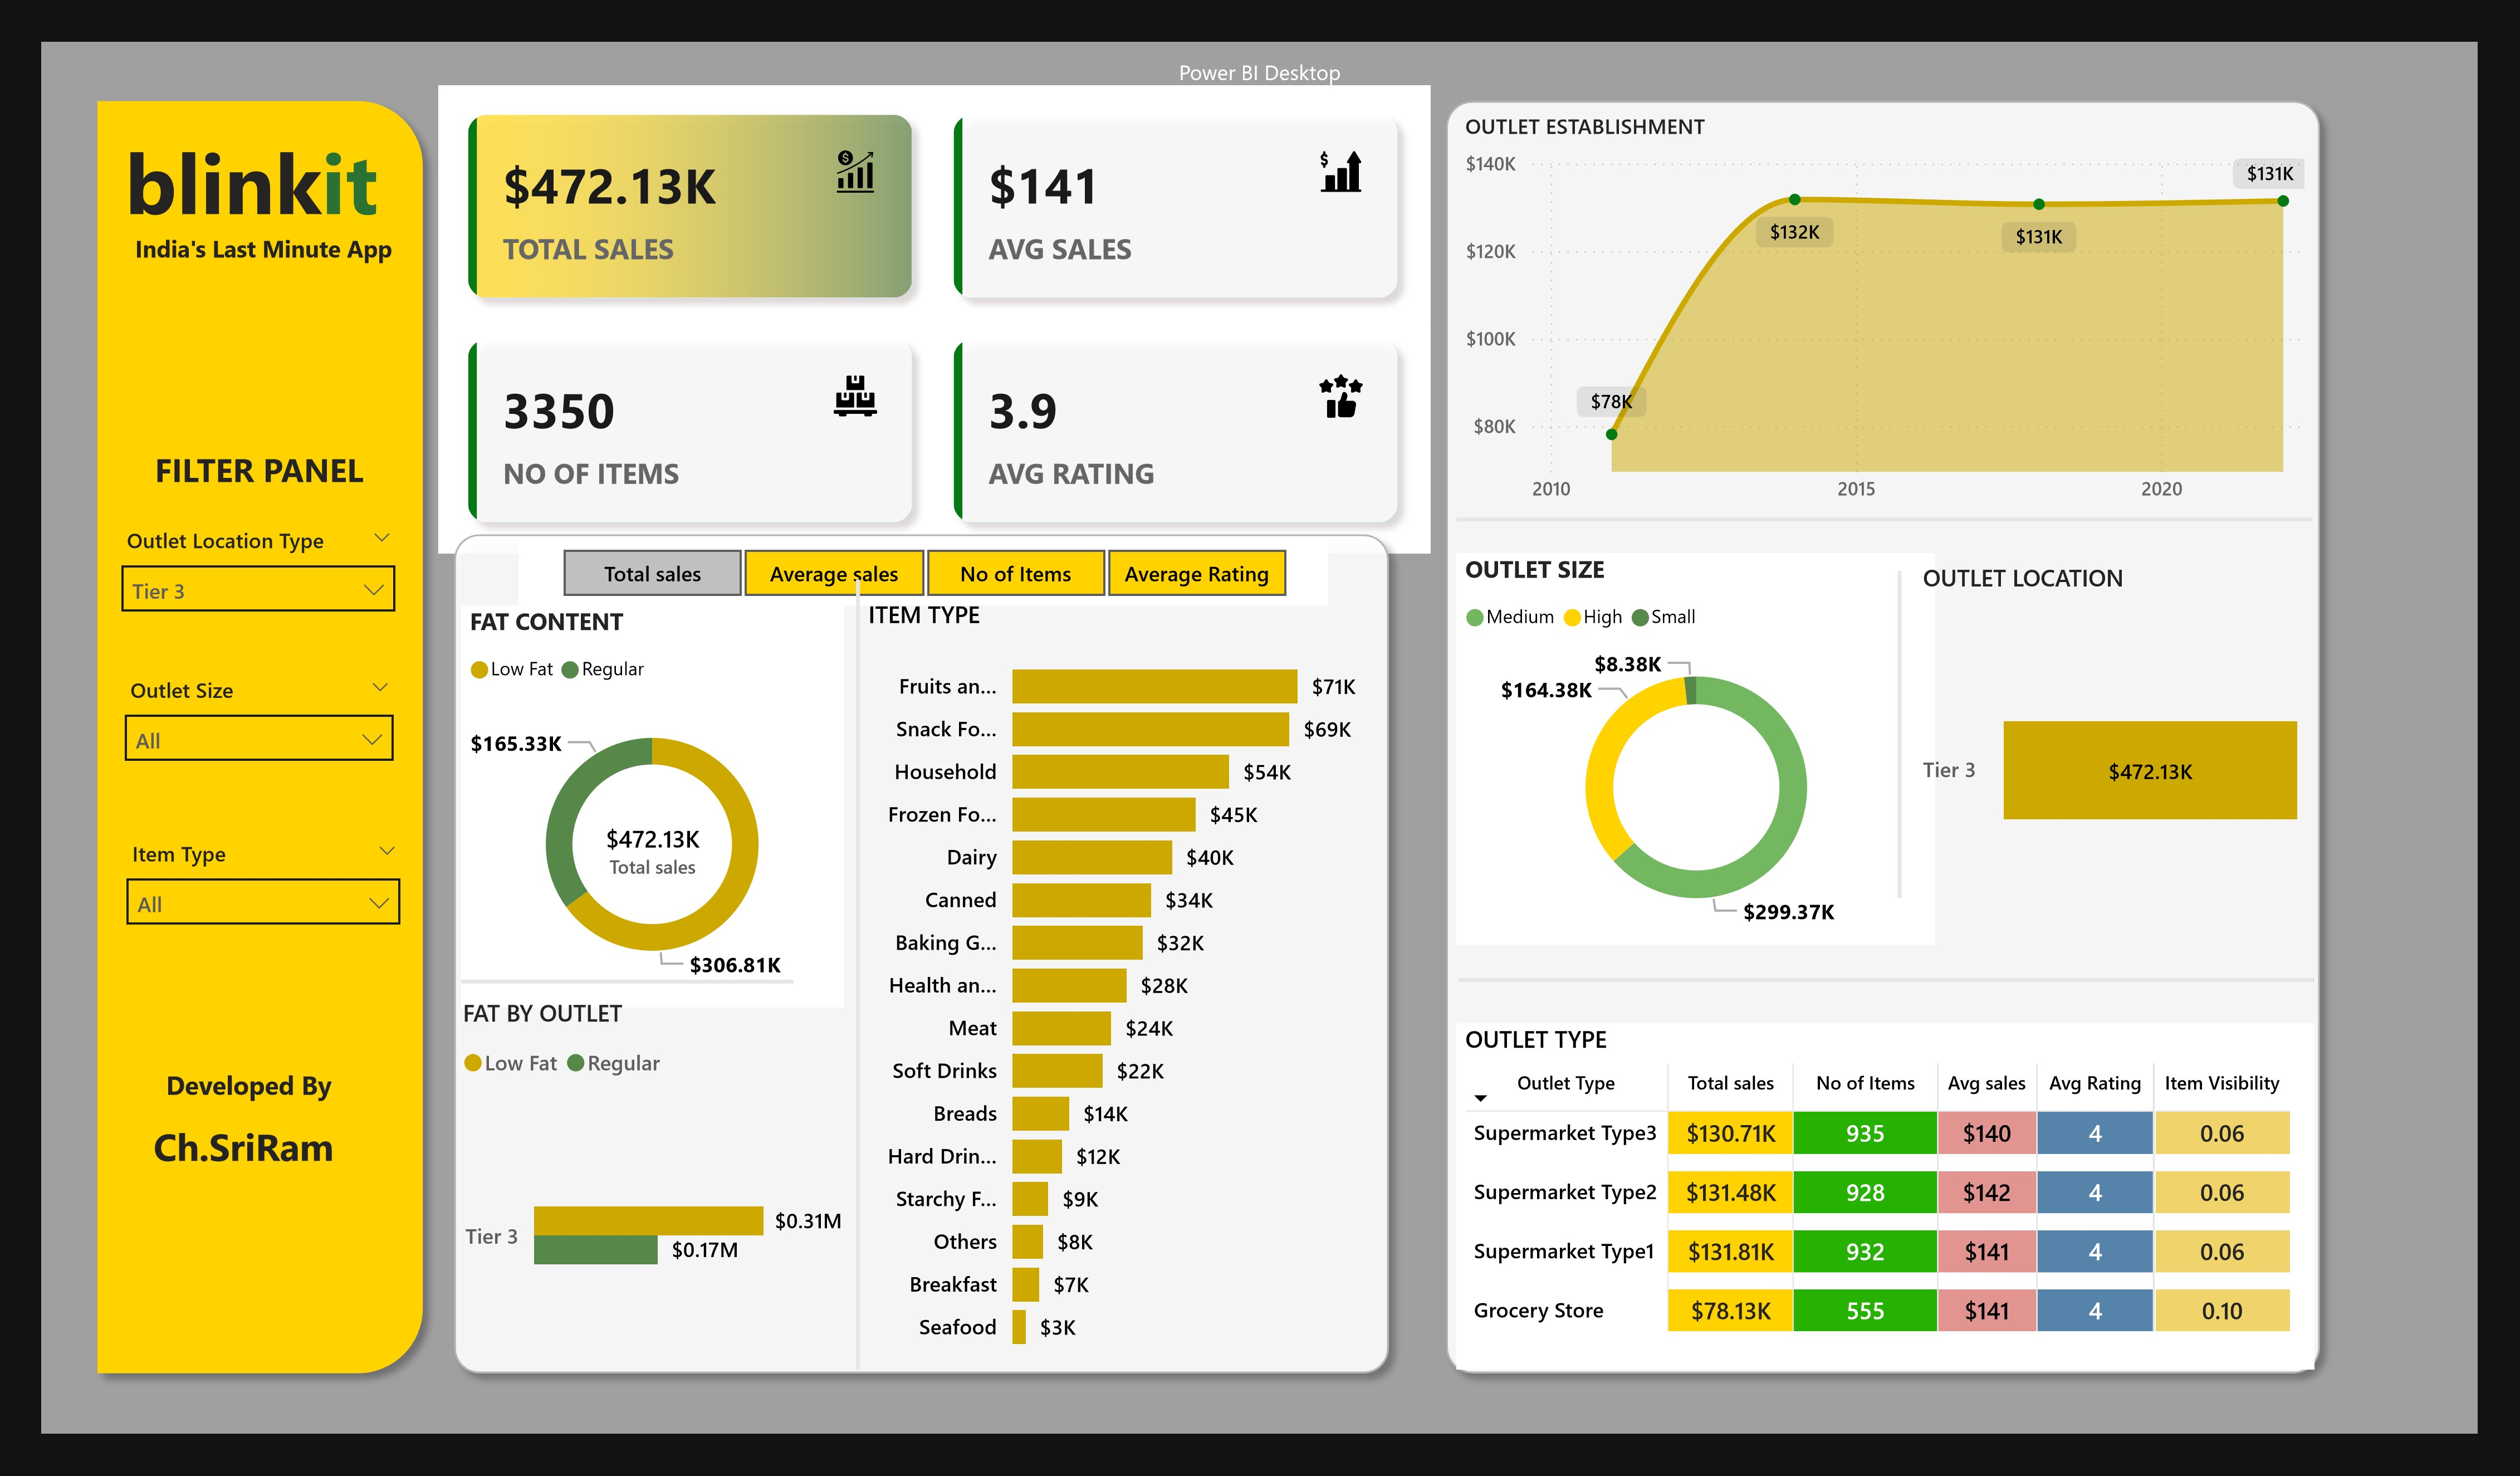 Power BI Desktop
blinkit
India's Last Minute App
FILTER PANEL
Outlet Location Type
Tier 3
Outlet Size
All
Item Type
All
Developed By
Ch.SriRam
$472.13K
TOTAL SALES
$141
AVG SALES
3350
NO OF ITEMS
3.9
AVG RATING
Total sales Average sales No of Items Average Rating
FAT CONTENT
Low Fat Regular
$165.33K
$472.13K
Total sales
$306.81K
FAT BY OUTLET
Low Fat Regular
Tier 3
$0.31M
$0.17M
ITEM TYPE
Fruits an... $71K
Snack Fo... $69K
Household $54K
Frozen Fo... $45K
Dairy $40K
Canned $34K
Baking G... $32K
Health an... $28K
Meat $24K
Soft Drinks $22K
Breads $14K
Hard Drin... $12K
Starchy F... $9K
Others $8K
Breakfast $7K
Seafood $3K
OUTLET ESTABLISHMENT
$140K
$120K
$100K
$80K
$78K
$132K
$131K
$131K
2010 2015 2020
OUTLET SIZE
Medium High Small
$8.38K
$164.38K
$299.37K
OUTLET LOCATION
Tier 3 $472.13K
OUTLET TYPE
Outlet Type Total sales No of Items Avg sales Avg Rating Item Visibility
Supermarket Type3 $130.71K 935 $140 4 0.06
Supermarket Type2 $131.48K 928 $142 4 0.06
Supermarket Type1 $131.81K 932 $141 4 0.06
Grocery Store $78.13K 555 $141 4 0.10